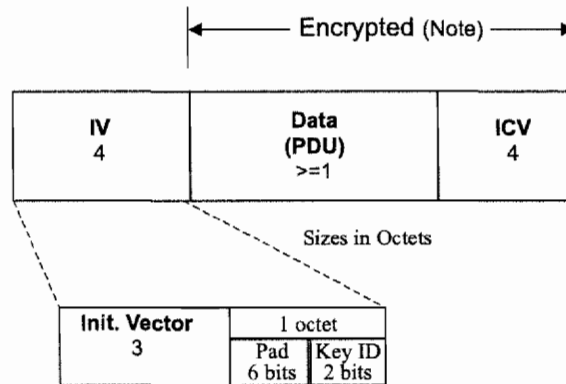 Encrypted (Note)
IV
4
Data
(PDU)
>=1
ICV
4
Sizes in Octets
Init. Vector
3
1 octet
Pad
6 bits
Key ID
2 bits